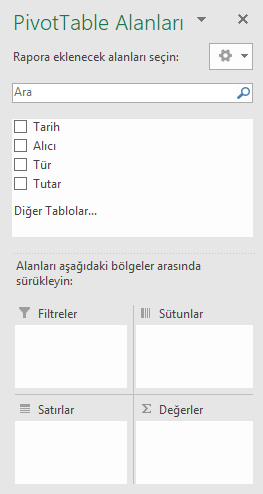 PivotTable Alanları
Rapora eklenecek alanları seçin:
Ara
Tarih
Alıcı
Tür
Tutar
Diğer Tablolar...
Alanları aşağıdaki bölgeler arasında
sürükleyin:
Filtreler
Sütunlar
Satırlar
Σ Değerler